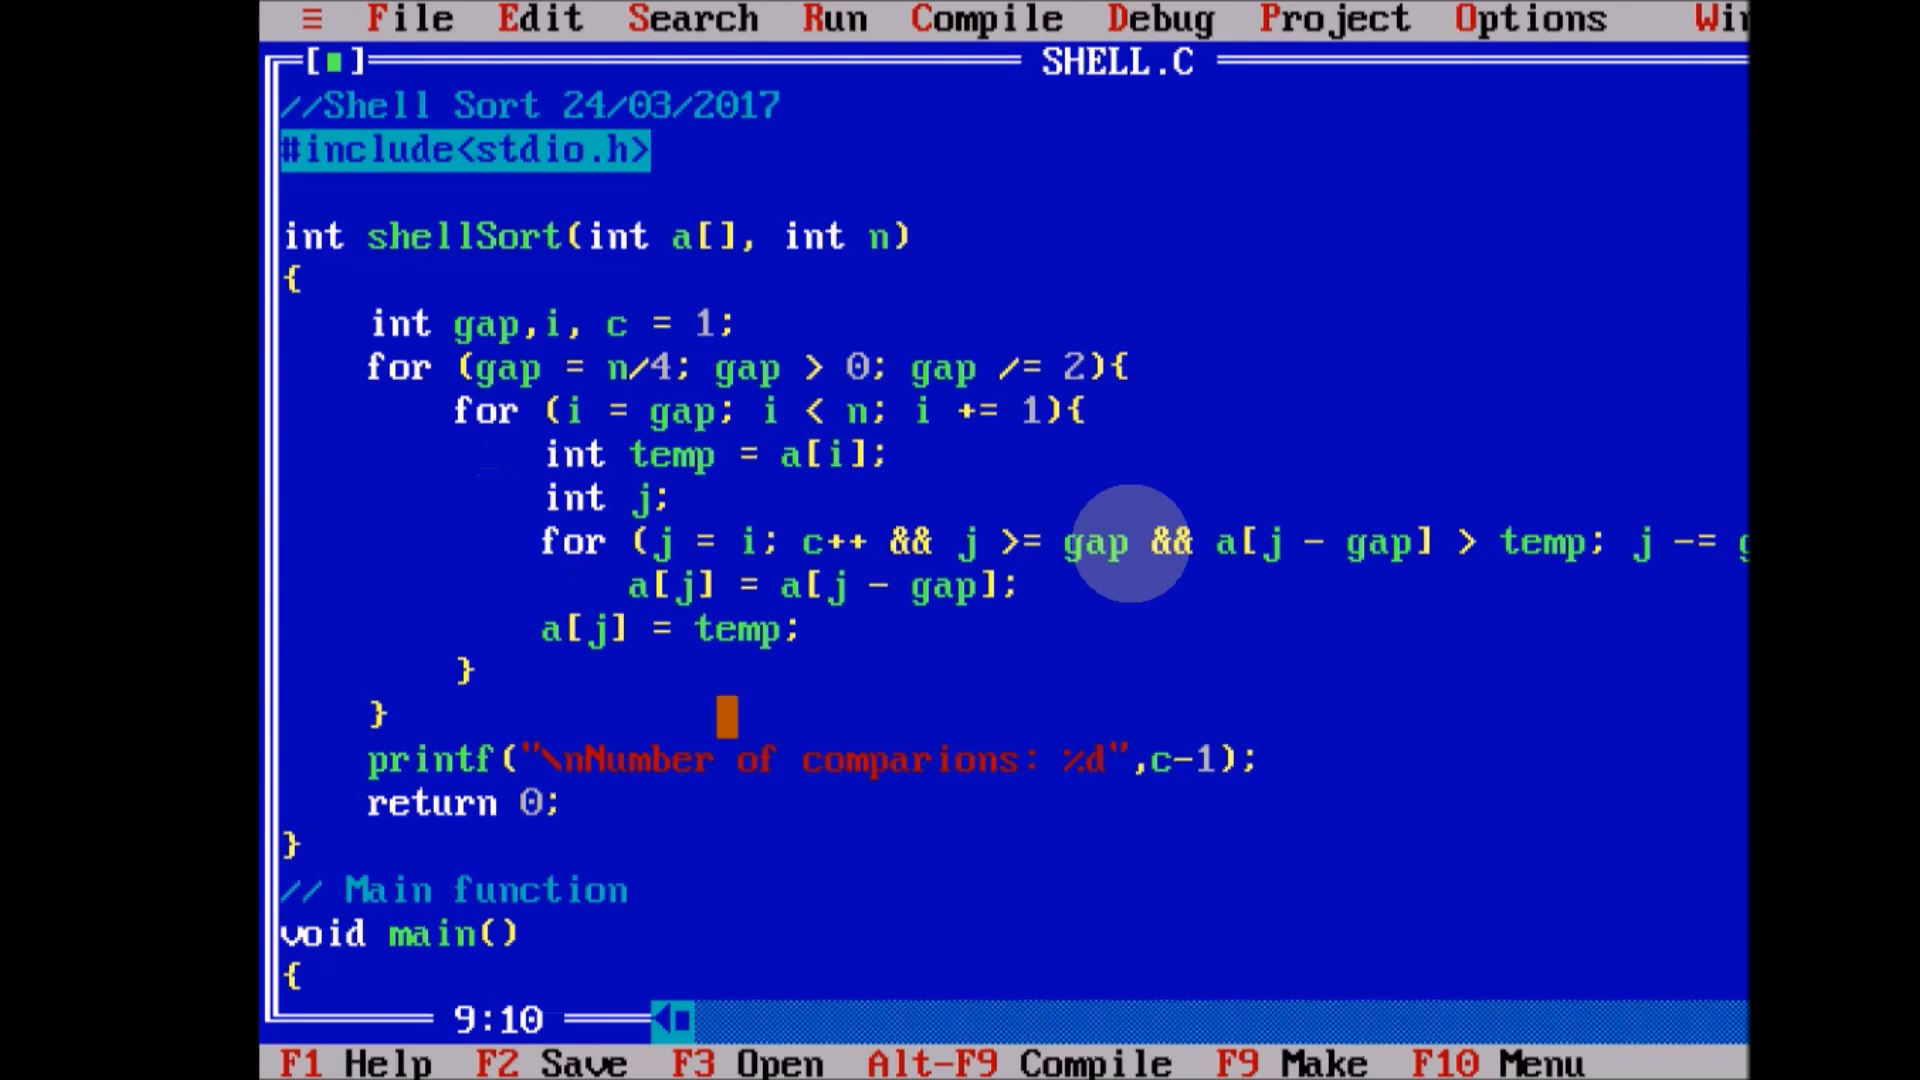 ≡ File Edit Search Run Compile Debug Project Options
SHELL.C
//Shell Sort 24/03/2017
#include<stdio.h>
int shellSort(int a[], int n)
{
int gap,i, c = 1;
for (gap = n/4; gap > 0; gap /= 2){
for (i = gap; i < n; i += 1){
int temp = a[i];
int j;
for (j = i; c++ && j >= gap && a[j - gap] > temp; j -=
a[j] = a[j - gap];
a[j] = temp;
}
}
printf("\nNumber of comparions: %d",c-1);
return 0;
}
// Main function
void main()
{
9:10
F1 Help F2 Save F3 Open Alt-F9 Compile F9 Make F10 Menu